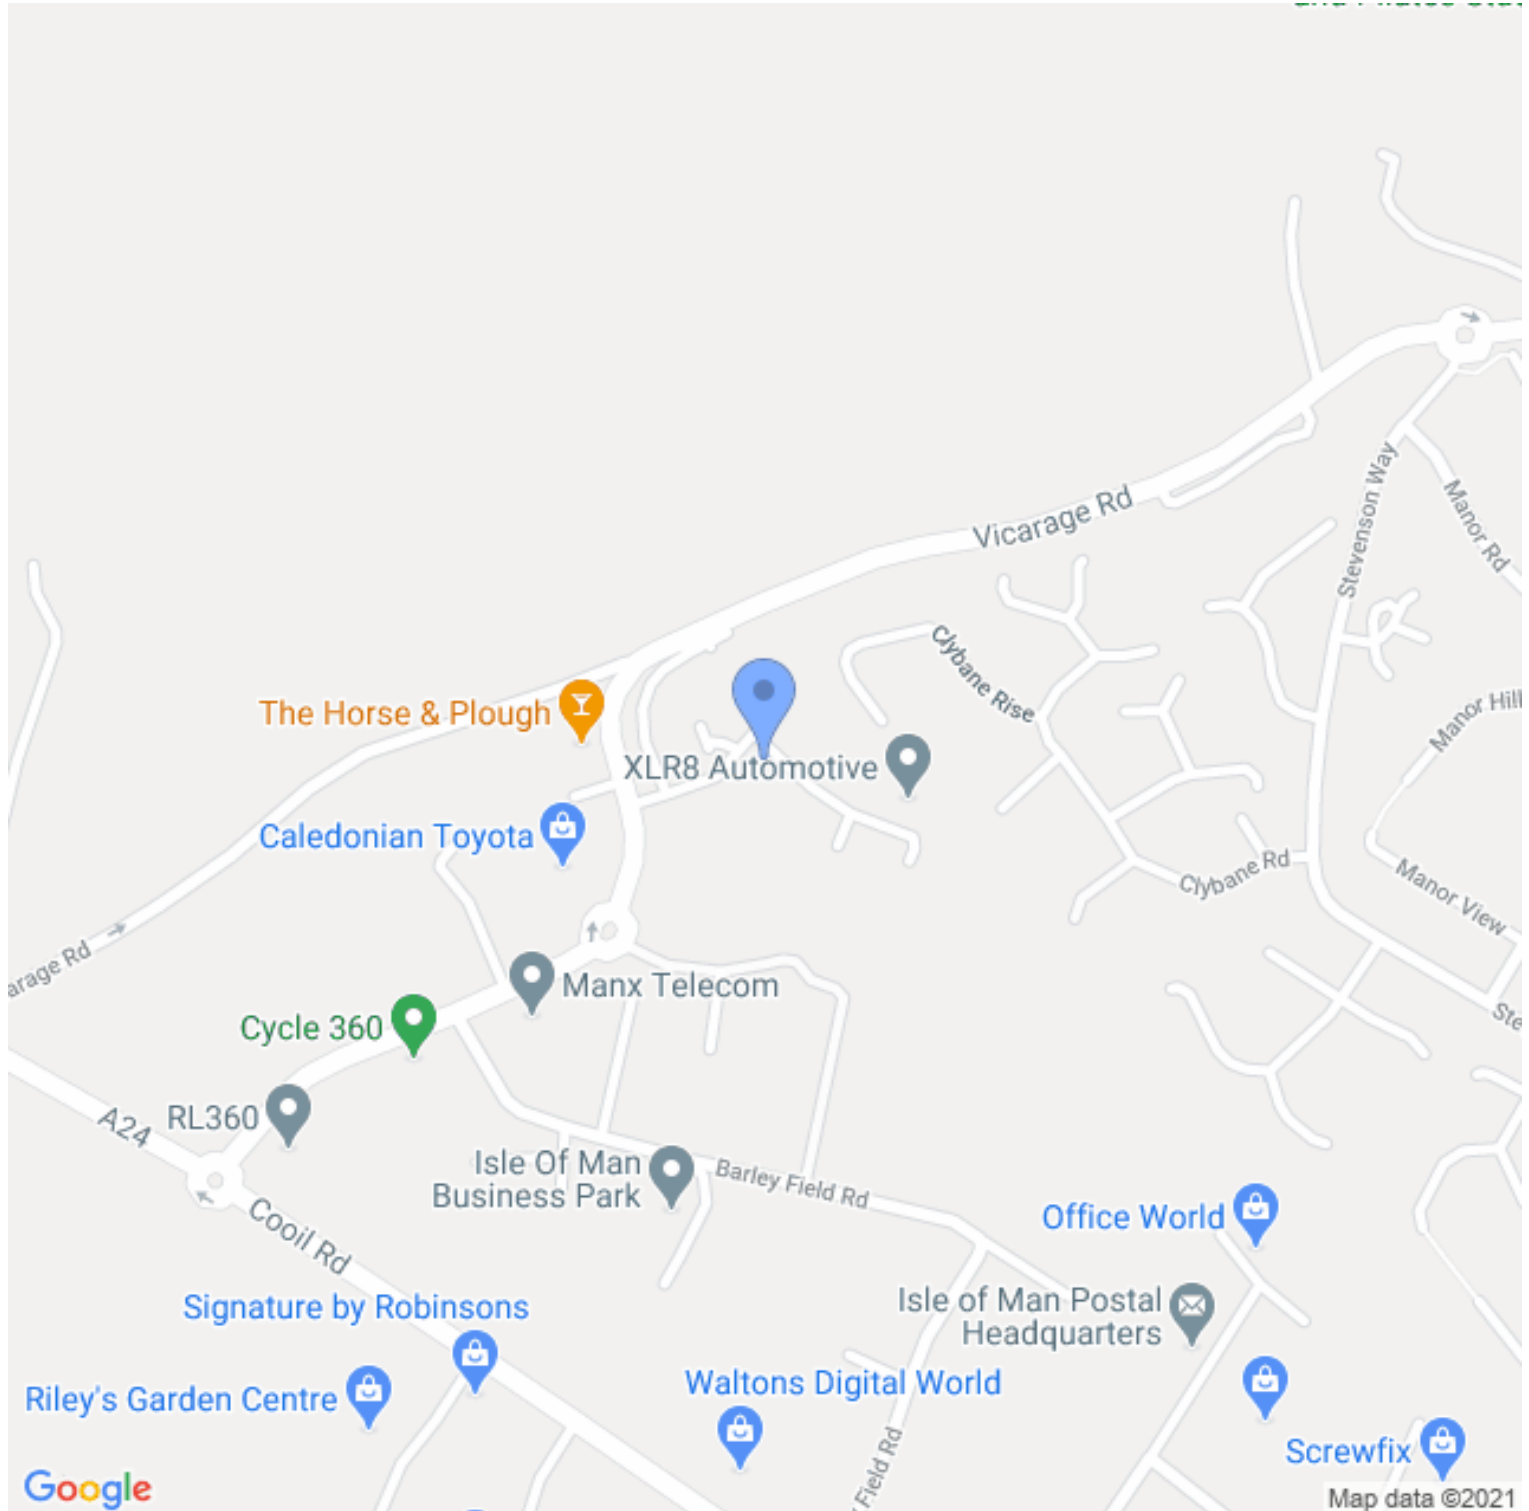 Vicarage Rd
Stevenson Way
Manor Rd
Clybane Rise
The Horse & Plough
Manor Hill
XLR8 Automotive
Caledonian Toyota
Clybane Rd
Manor View
arage Rd
Manx Telecom
Cycle 360
Ste
RL360
A24
Isle Of Man
Business Park
Barley Field Rd
Cooil Rd
Office World
Isle of Man Postal
Headquarters
Signature by Robinsons
Waltons Digital World
Riley's Garden Centre
Field Rd
Screwfix
Google
Map data ©2021